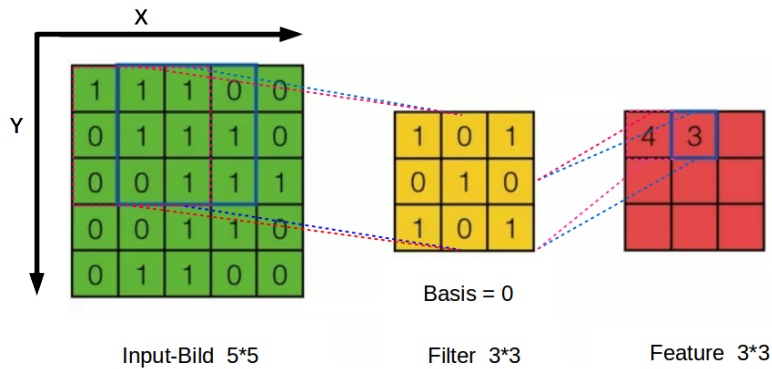 X
Y
1 1 1 0 0
0 1 1 1 0
0 0 1 1 1
0 0 1 1 0
0 1 1 0 0
1 0 1
0 1 0
1 0 1
4 3
Basis = 0
Input-Bild 5*5
Filter 3*3
Feature 3*3